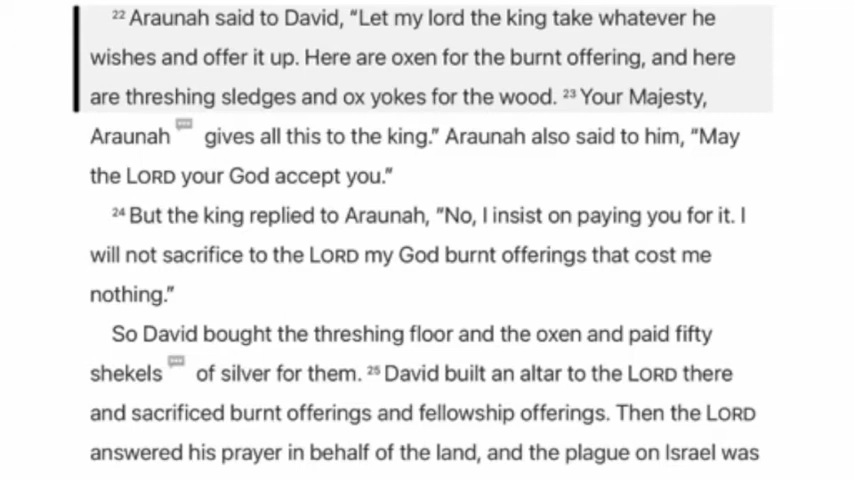 22 Araunah said to David, “Let my lord the king take whatever he
wishes and offer it up. Here are oxen for the burnt offering, and here
are threshing sledges and ox yokes for the wood. 23 Your Majesty,
Araunah gives all this to the king.” Araunah also said to him, “May
the LORD your God accept you.”
24 But the king replied to Araunah, “No, I insist on paying you for it. I
will not sacrifice to the LORD my God burnt offerings that cost me
nothing.”
So David bought the threshing floor and the oxen and paid fifty
shekels of silver for them. 25 David built an altar to the LORD there
and sacrificed burnt offerings and fellowship offerings. Then the LORD
answered his prayer in behalf of the land, and the plague on Israel was